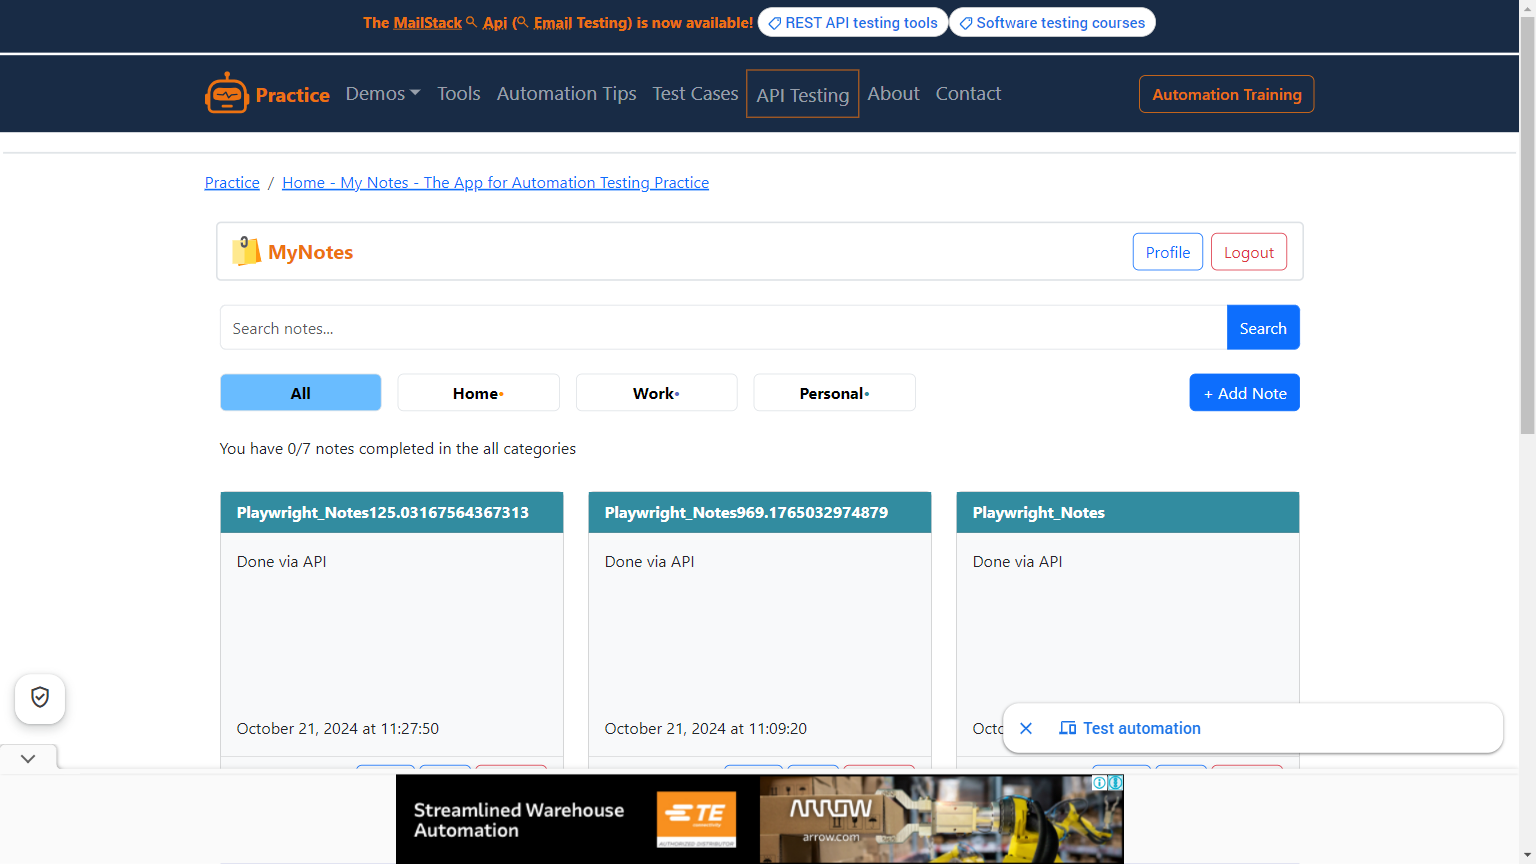 The MailStack Api (Email Testing) is now available! REST API testing tools Software testing courses
Practice Demos Tools Automation Tips Test Cases API Testing About Contact Automation Training
Practice / Home - My Notes - The App for Automation Testing Practice
MyNotes Profile Logout
Search notes... Search
All Home Work Personal + Add Note
You have 0/7 notes completed in the all categories
Playwright_Notes125.03167564367313 Playwright_Notes969.1765032974879 Playwright_Notes
Done via API Done via API Done via API
October 21, 2024 at 11:27:50 October 21, 2024 at 11:09:20
Test automation
Streamlined Warehouse
Automation
TE
connectivity
AUTHORIZED DISTRIBUTOR
ARROW
arrow.com